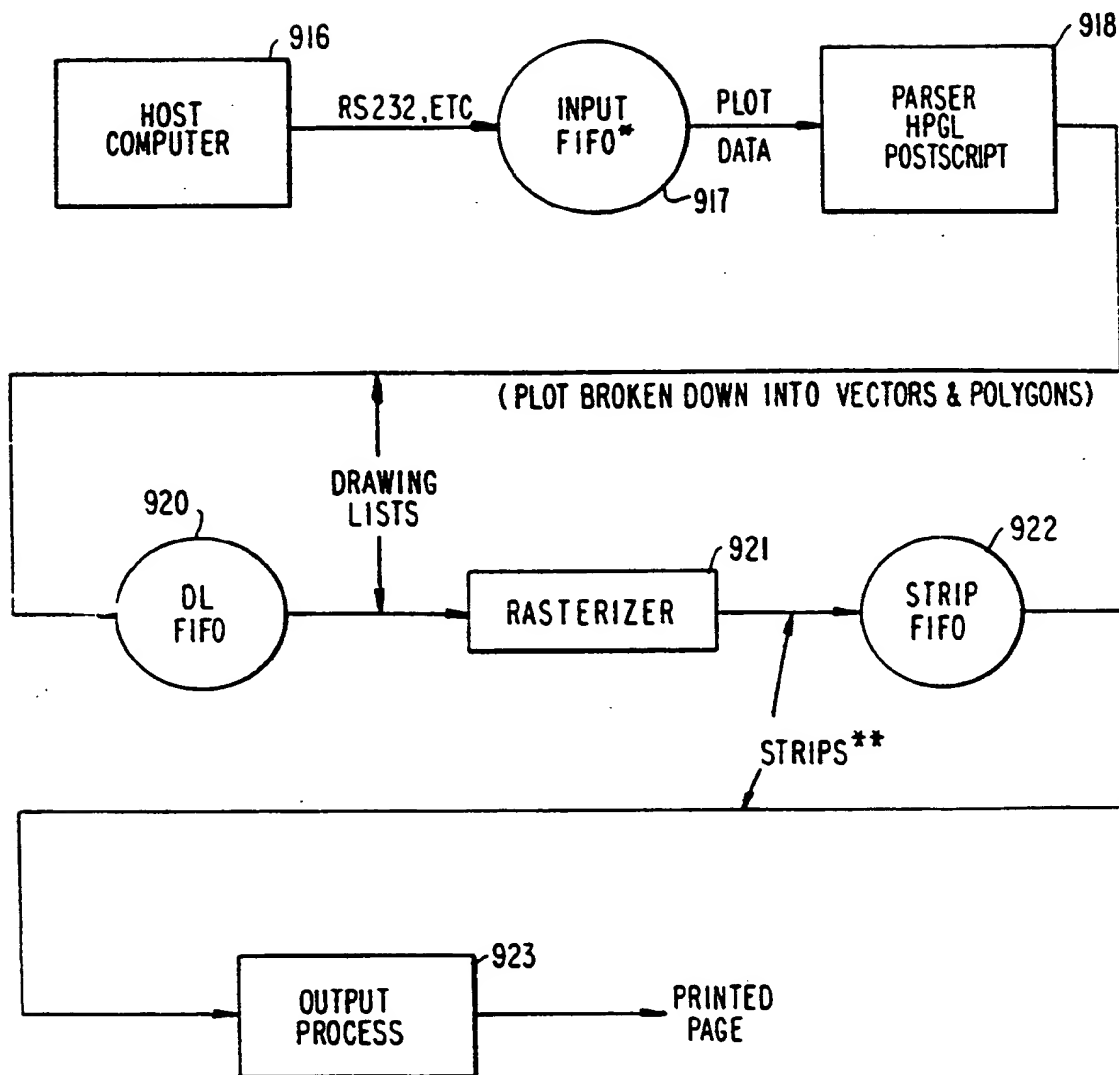 916
HOST
COMPUTER
RS232,ETC
INPUT
FIFO*
917
PLOT
DATA
918
PARSER
HPGL
POSTSCRIPT
(PLOT BROKEN DOWN INTO VECTORS & POLYGONS)
DRAWING
LISTS
920
DL
FIFO
921
RASTERIZER
922
STRIP
FIFO
STRIPS**
923
OUTPUT
PROCESS
PRINTED
PAGE